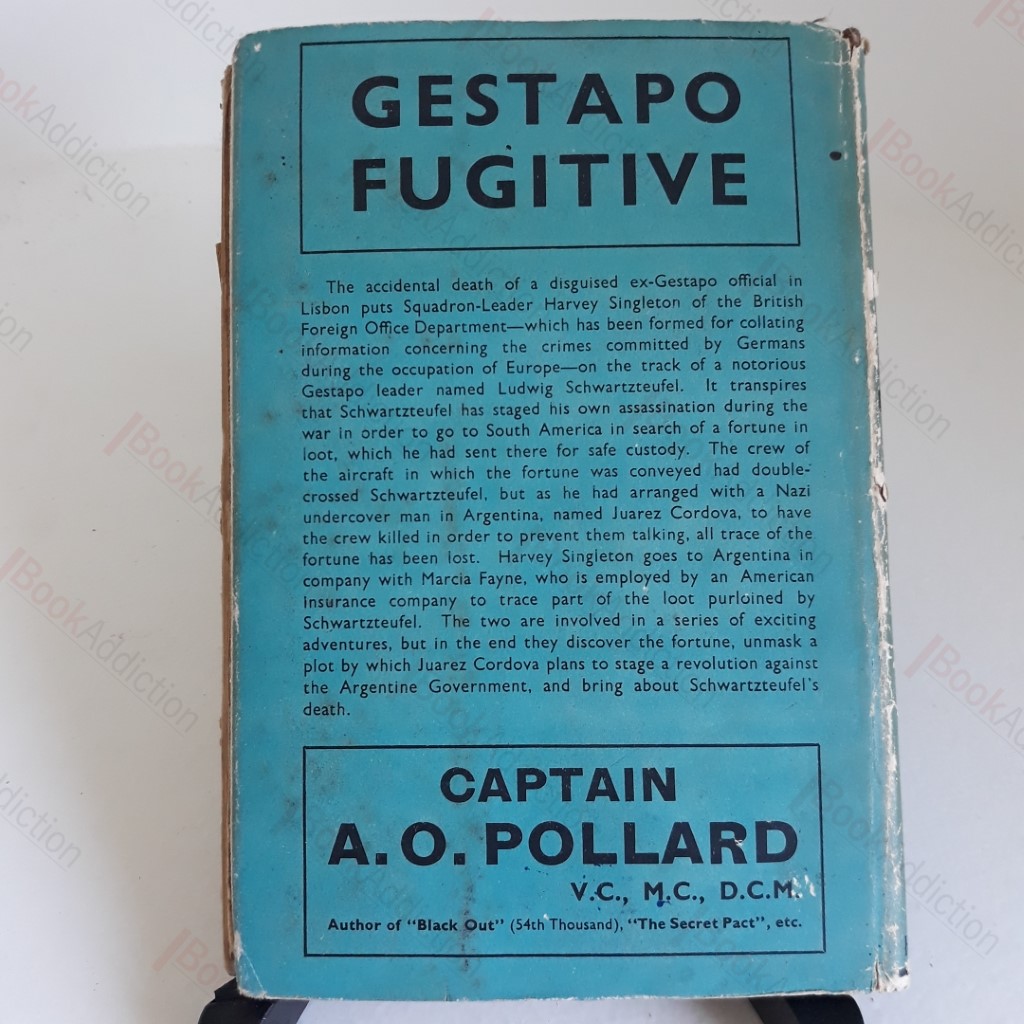 GESTAPO
FUGITIVE
The accidental death of a disguised ex-Gestapo official in
Lisbon puts Squadron-Leader Harvey Singleton of the British
Foreign Office Department—which has been formed for collating
information concerning the crimes committed by Germans
during the occupation of Europe—on the track of a notorious
Gestapo leader named Ludwig Schwartzteufel. It transpires
that Schwartzteufel has staged his own assassination during the
war in order to go to South America in search of a fortune in
loot, which he had sent there for safe custody. The crew of
the aircraft in which the fortune was conveyed had double-
crossed Schwartzteufel, but as he had arranged with a Nazi
undercover man in Argentina, named Juarez Cordova, to have
the crew killed in order to prevent them talking, all trace of the
fortune has been lost. Harvey Singleton goes to Argentina in
company with Marcia Fayne, who is employed by an American
insurance company to trace part of the loot purloined by
Schwartzteufel. The two are involved in a series of exciting
adventures, but in the end they discover the fortune, unmask a
plot by which Juarez Cordova plans to stage a revolution against
the Argentine Government, and bring about Schwartzteufel's
death.
CAPTAIN
A. O. POLLARD
V.C., M.C., D.C.M.
Author of "Black Out" (54th Thousand), "The Secret Pact", etc.
BookAddiction